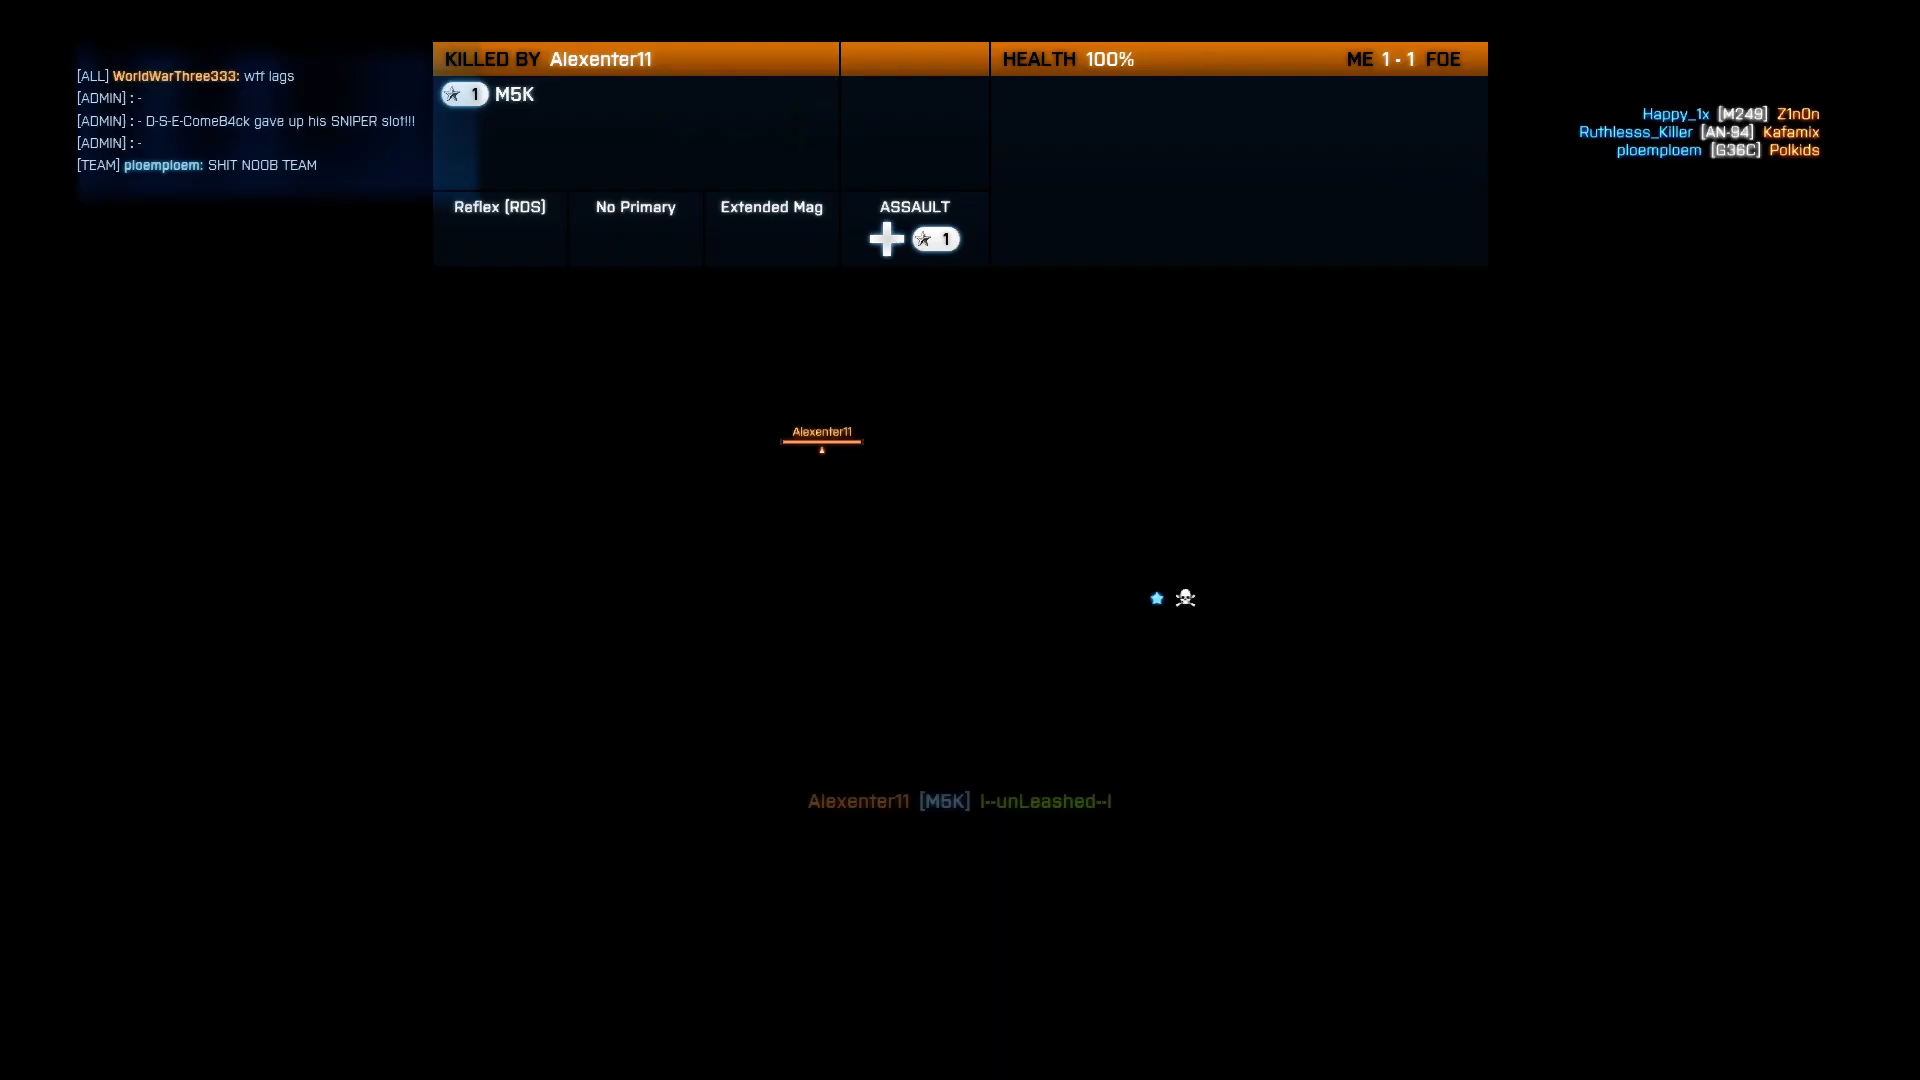 [ALL] WorldWarThree333: wtf lags
[ADMIN] : -
[ADMIN] : - D-S-E-ComeB4ck gave up his SNIPER slot!!!
[ADMIN] : -
[TEAM] ploemploem: SHIT NOOB TEAM
KILLED BY Alexenter11
HEALTH 100%
ME 1 - 1 FOE
1 M5K
Reflex (RDS)
No Primary
Extended Mag
ASSAULT
1
Happy_1x [M249] Z1n0n
Ruthlesss_Killer [AN-94] Kafamix
ploemploem [G36C] Polkids
Alexenter11
Alexenter11 [M5K] I--unLeashed--I